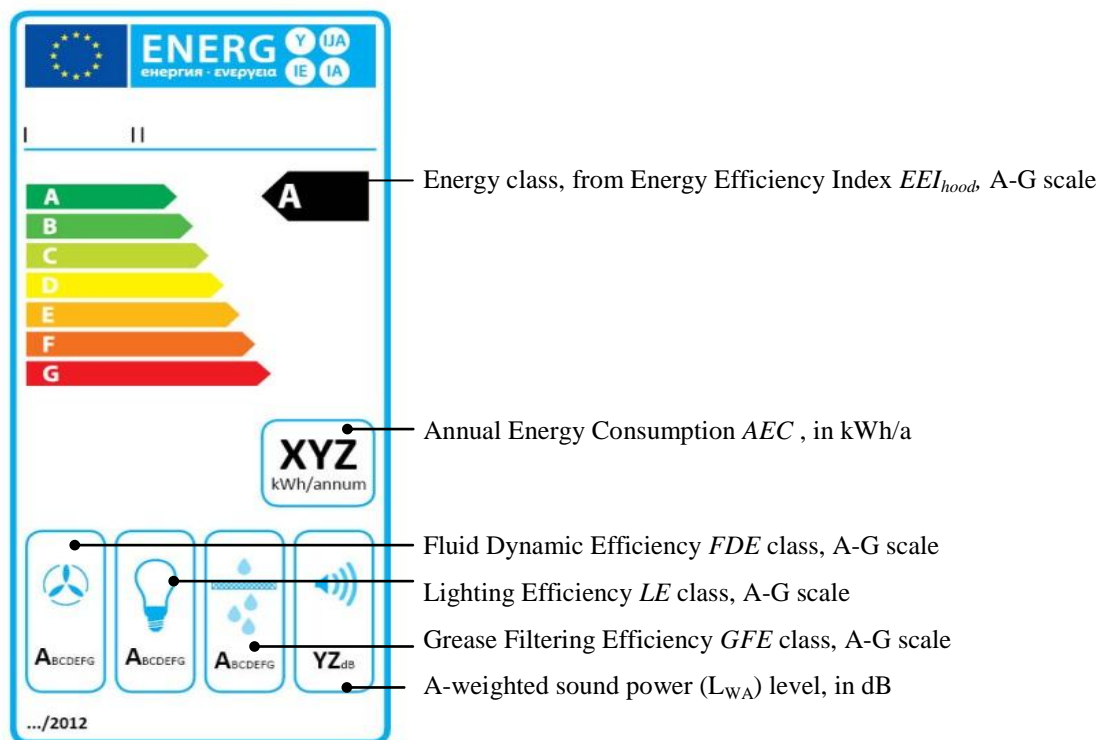 ENERG Y IJA
енергия · ενεργεια IE IA
I II
Energy class, from Energy Efficiency Index EEI_hood, A-G scale
A A
B
C
D
E
F
G
Annual Energy Consumption AEC , in kWh/a
XYZ
kWh/annum
Fluid Dynamic Efficiency FDE class, A-G scale
Lighting Efficiency LE class, A-G scale
Grease Filtering Efficiency GFE class, A-G scale
ABCDEFG ABCDEFG ABCDEFG YZdB
A-weighted sound power (L_WA) level, in dB
.../2012